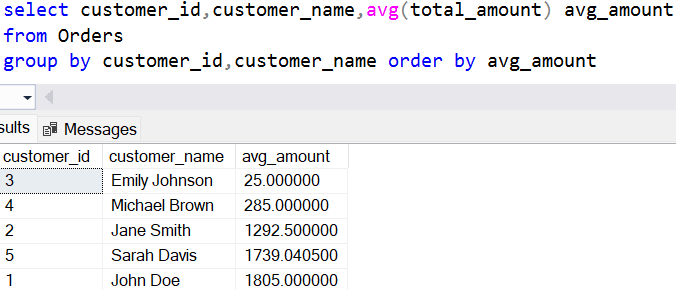 select customer_id,customer_name,avg(total_amount) avg_amount
from Orders
group by customer_id,customer_name order by avg_amount
Messages
customer_id customer_name avg_amount
3 Emily Johnson 25.000000
4 Michael Brown 285.000000
2 Jane Smith 1292.500000
5 Sarah Davis 1739.040500
1 John Doe 1805.000000